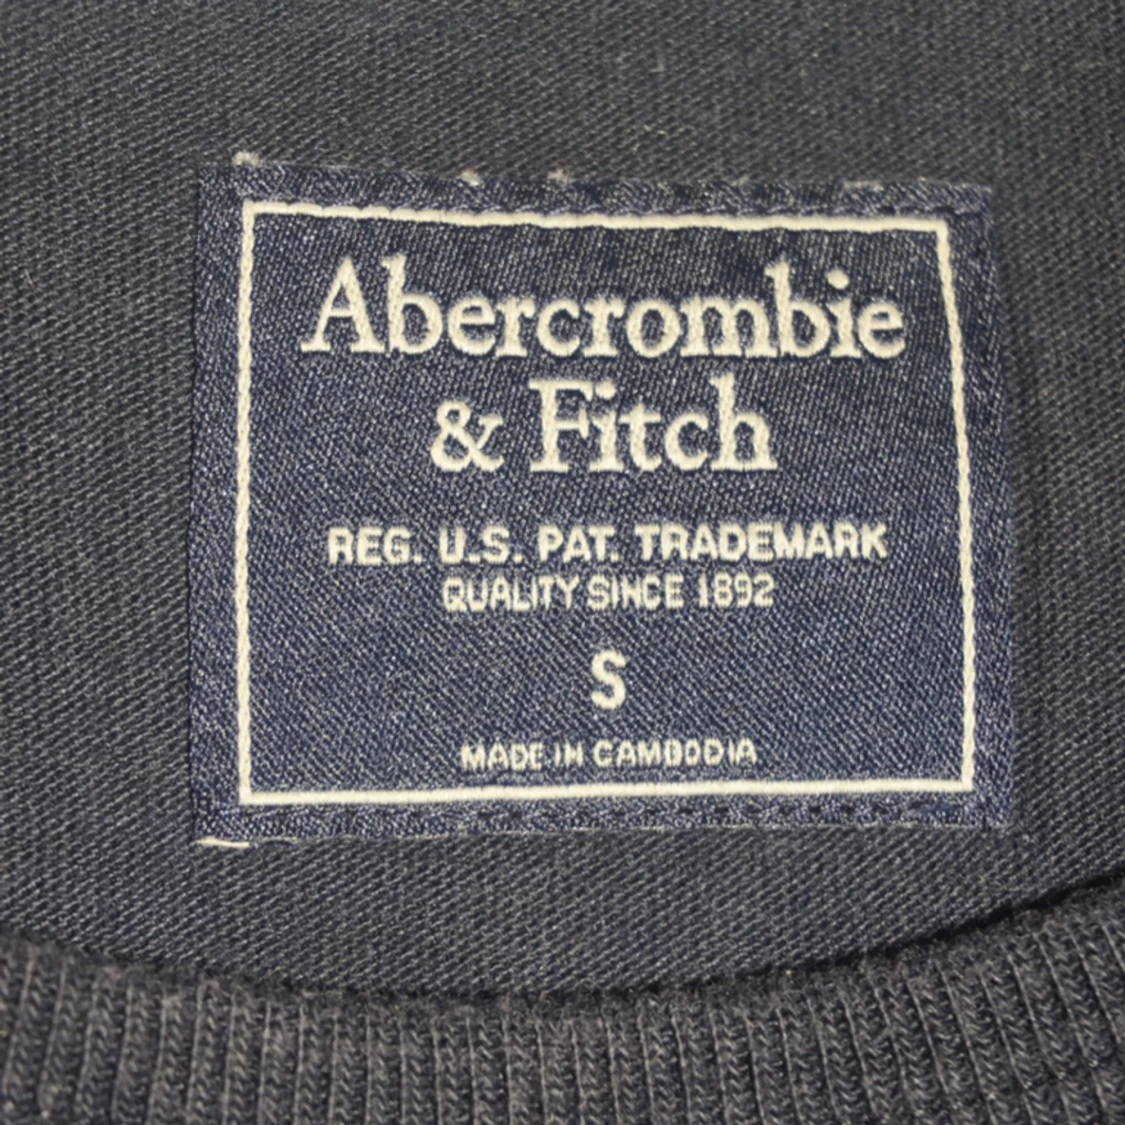 Abercrombie
& Fitch
REG. U.S. PAT. TRADEMARK
QUALITY SINCE 1892
S
MADE IN CAMBODIA